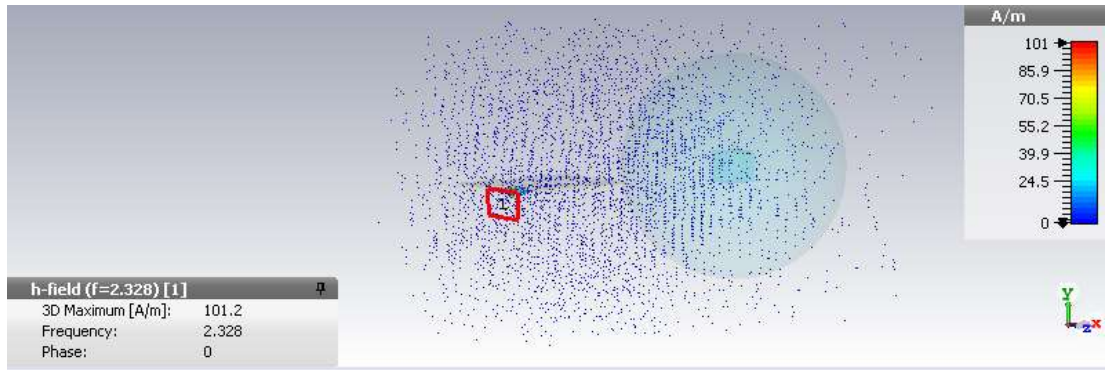 A/m
101
85.9
70.5
55.2
39.9
24.5
0
1
h-field (f=2.328) [1]
3D Maximum [A/m]: 101.2
Frequency: 2.328
Phase: 0
y
z x